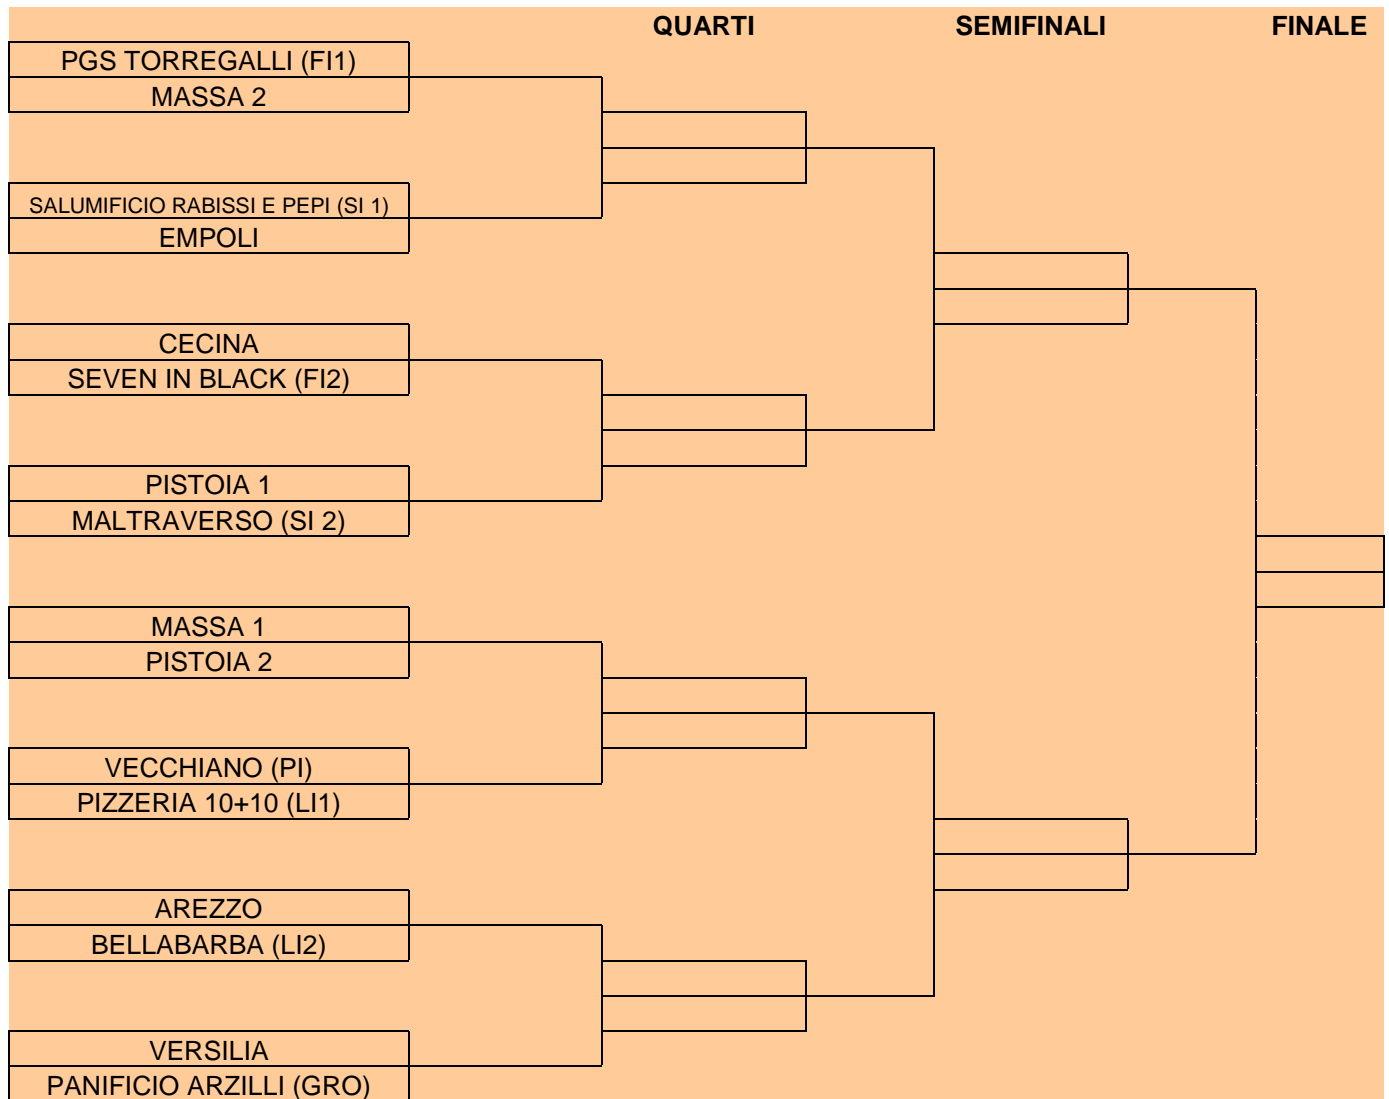 QUARTI SEMIFINALI FINALE
PGS TORREGALLI (FI1)
MASSA 2
SALUMIFICIO RABISSI E PEPI (SI 1)
EMPOLI
CECINA
SEVEN IN BLACK (FI2)
PISTOIA 1
MALTRAVERSO (SI 2)
MASSA 1
PISTOIA 2
VECCHIANO (PI)
PIZZERIA 10+10 (LI1)
AREZZO
BELLABARBA (LI2)
VERSILIA
PANIFICIO ARZILLI (GRO)